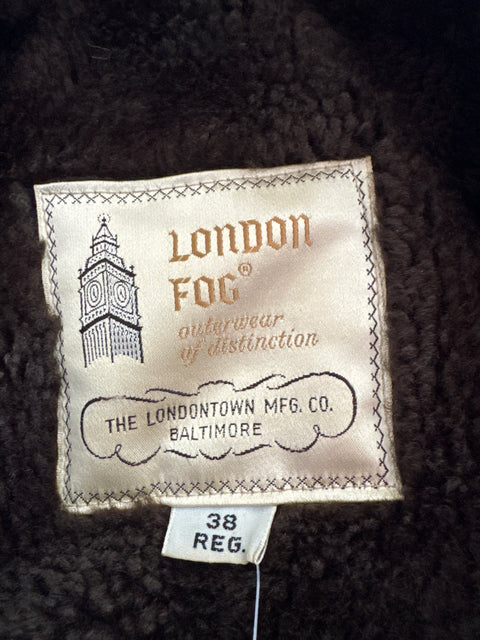 LONDON
FOG®
outerwear
of distinction
THE LONDONTOWN MFG. CO.
BALTIMORE
38
REG.